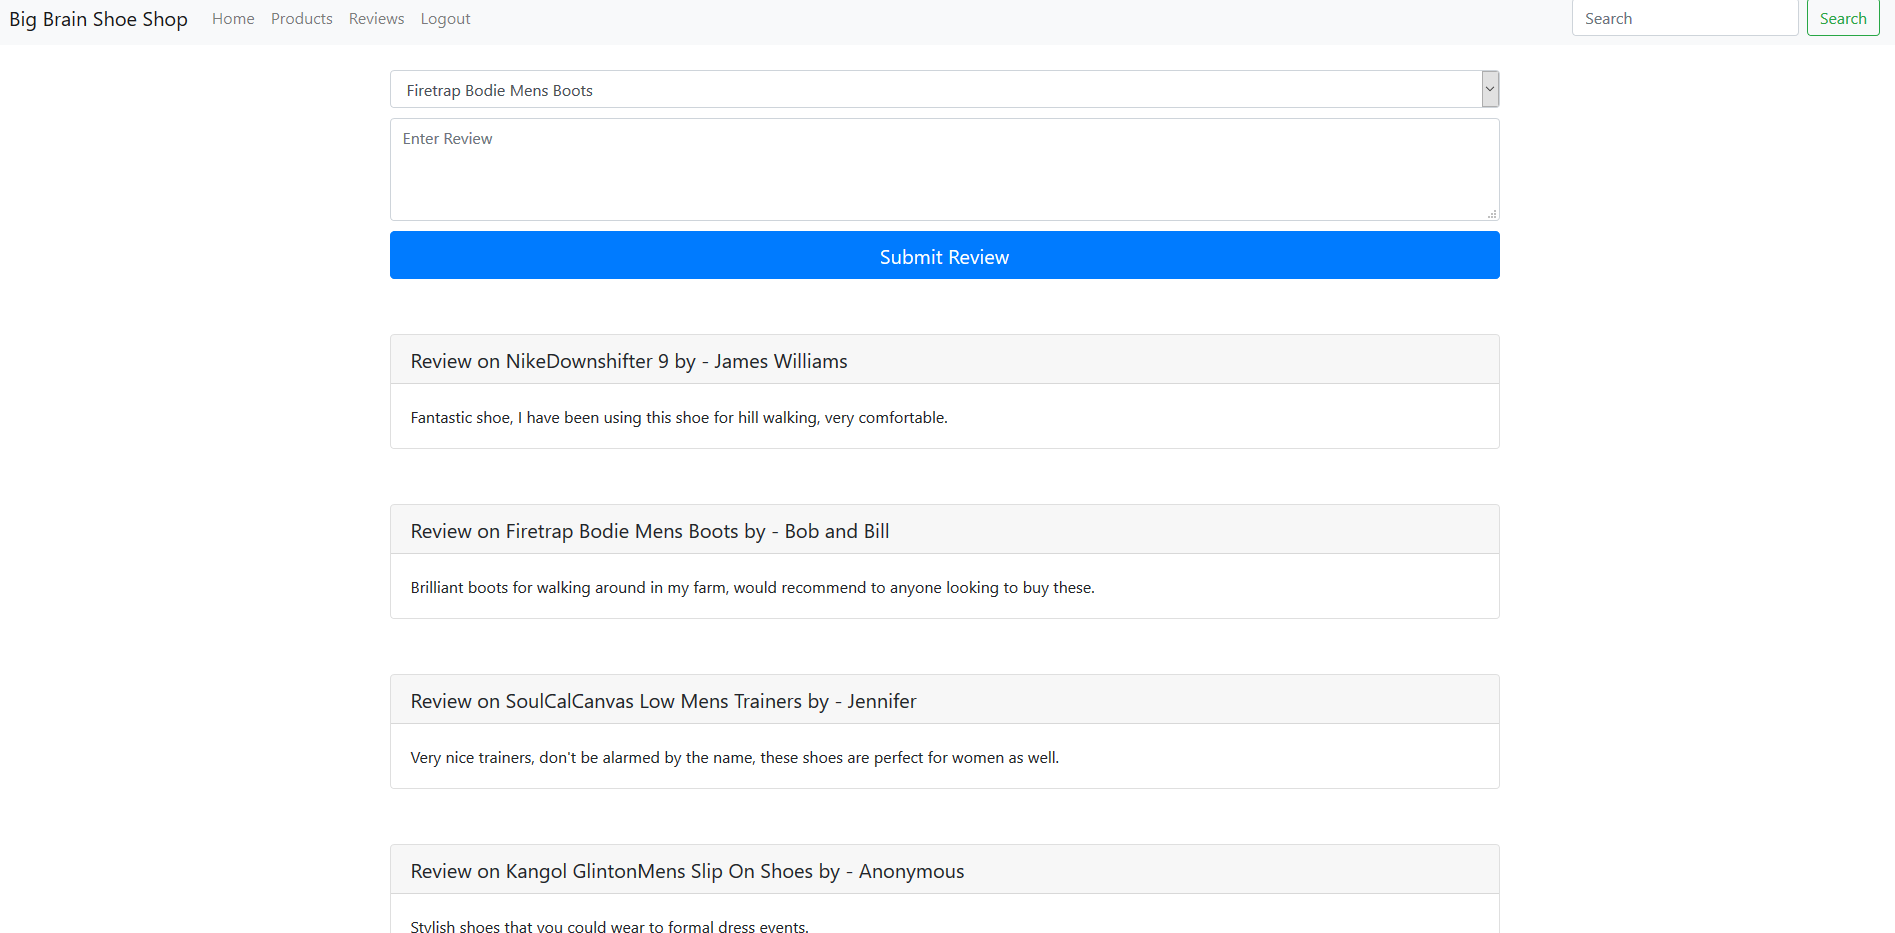 Big Brain Shoe Shop Home Products Reviews Logout Search Search
Firetrap Bodie Mens Boots
Enter Review
Submit Review
Review on NikeDownshifter 9 by - James Williams
Fantastic shoe, I have been using this shoe for hill walking, very comfortable.
Review on Firetrap Bodie Mens Boots by - Bob and Bill
Brilliant boots for walking around in my farm, would recommend to anyone looking to buy these.
Review on SoulCalCanvas Low Mens Trainers by - Jennifer
Very nice trainers, don't be alarmed by the name, these shoes are perfect for women as well.
Review on Kangol GlintonMens Slip On Shoes by - Anonymous
Stylish shoes that you could wear to formal dress events.